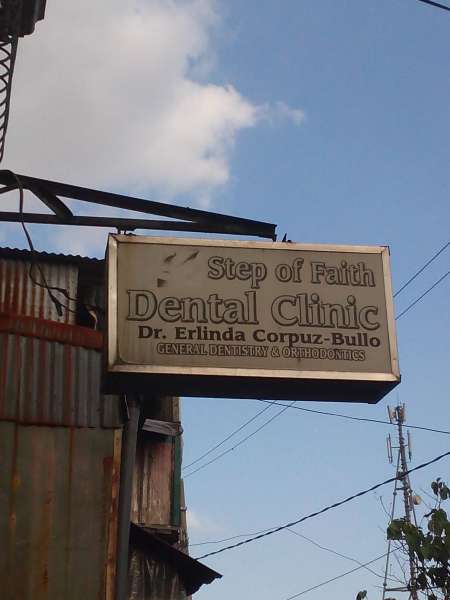 Step of Faith
Dental Clinic
Dr. Erlinda Corpuz-Bullo
GENERAL DENTISTRY & ORTHODONTICS